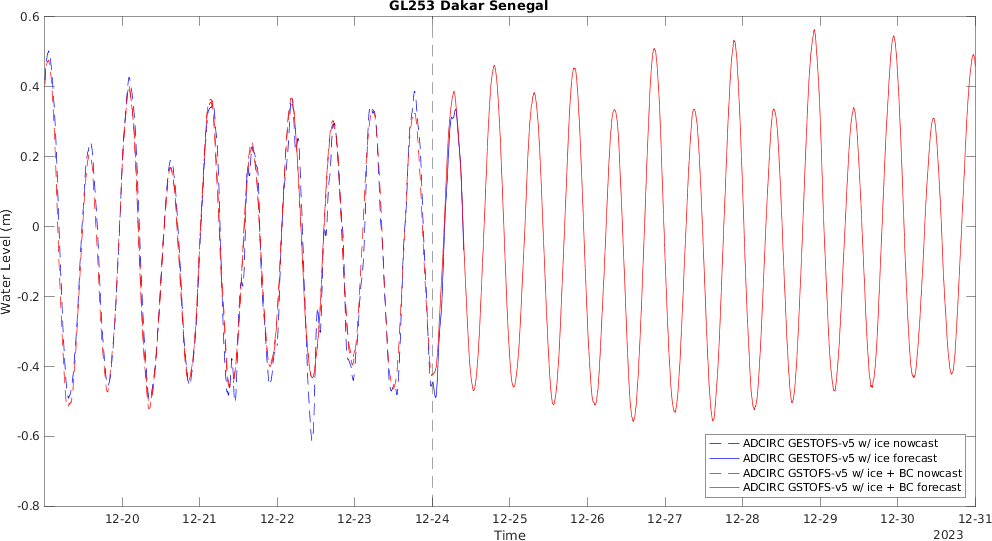 GL253 Dakar Senegal
0.6
0.4
0.2
0
-0.2
-0.4
-0.6
-0.8
Water Level (m)
ADCIRC GESTOFS-v5 w/ ice nowcast
ADCIRC GESTOFS-v5 w/ ice forecast
ADCIRC GSTOFS-v5 w/ ice + BC nowcast
ADCIRC GSTOFS-v5 w/ ice + BC forecast
12-20 12-21 12-22 12-23 12-24 12-25 12-26 12-27 12-28 12-29 12-30 12-31
Time
2023